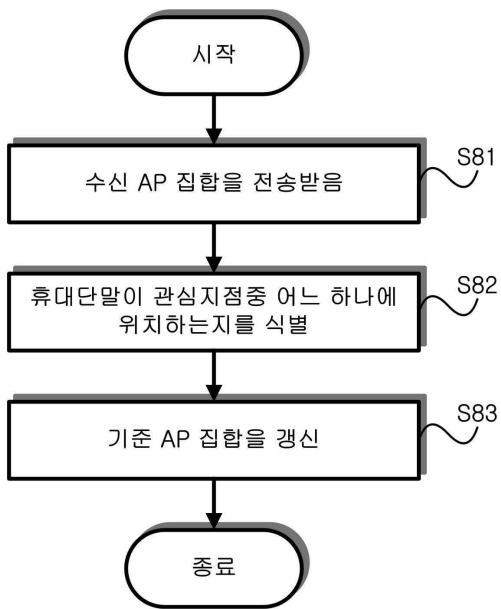 시작
수신 AP 집합을 전송받음
S81
휴대단말이 관심지점중 어느 하나에
위치하는지를 식별
S82
기준 AP 집합을 갱신
S83
종료